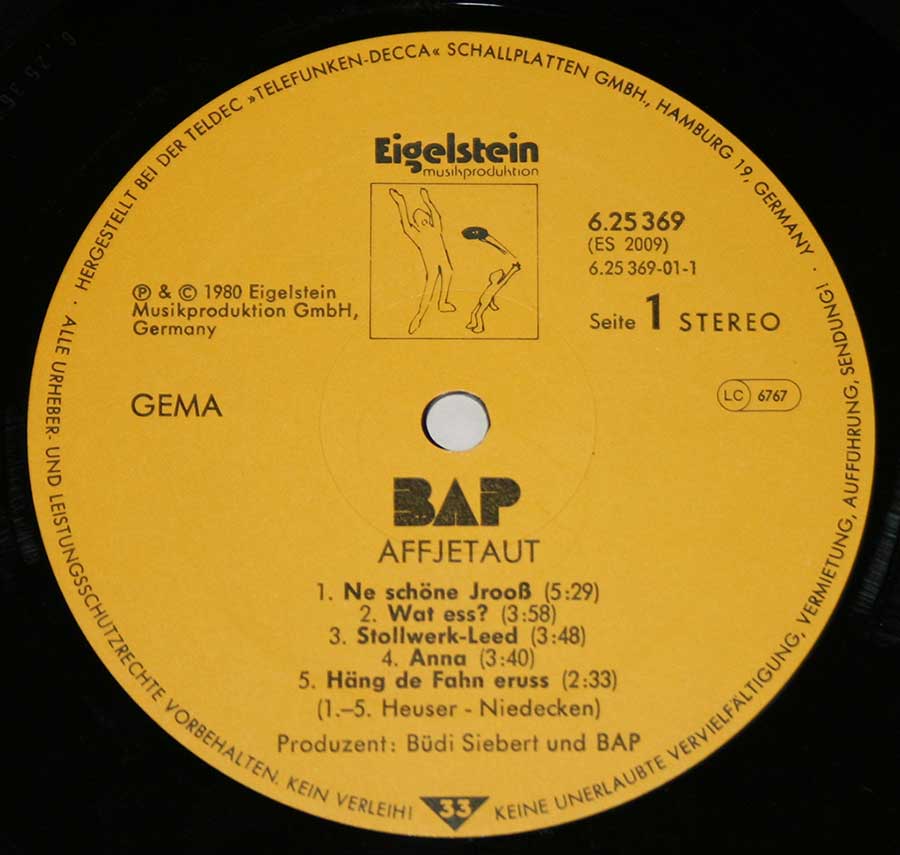 · HERGESTELLT BEI DER TELDEC »TELEFUNKEN-DECCA« SCHALLPLATTEN GMBH., HAMBURG 19, GERMANY ·
Eigelstein
musikproduktion
6.25 369
(ES 2009)
6.25 369-01-1
Ⓟ & © 1980 Eigelstein
Musikproduktion GmbH,
Germany
Seite 1 STEREO
GEMA
LC 6767
BAP
AFFJETAUT
1. Ne schöne Jrooß (5:29)
2. Wat ess? (3:58)
3. Stollwerk-Leed (3:48)
4. Anna (3:40)
5. Häng de Fahn eruss (2:33)
(1.–5. Heuser - Niedecken)
Produzent: Büdi Siebert und BAP
ALLE URHEBER- UND LEISTUNGSSCHUTZRECHTE VORBEHALTEN. KEIN VERLEIH! 33 KEINE UNERLAUBTE VERVIELFÄLTIGUNG, VERMIETUNG, AUFFÜHRUNG, SENDUNG!